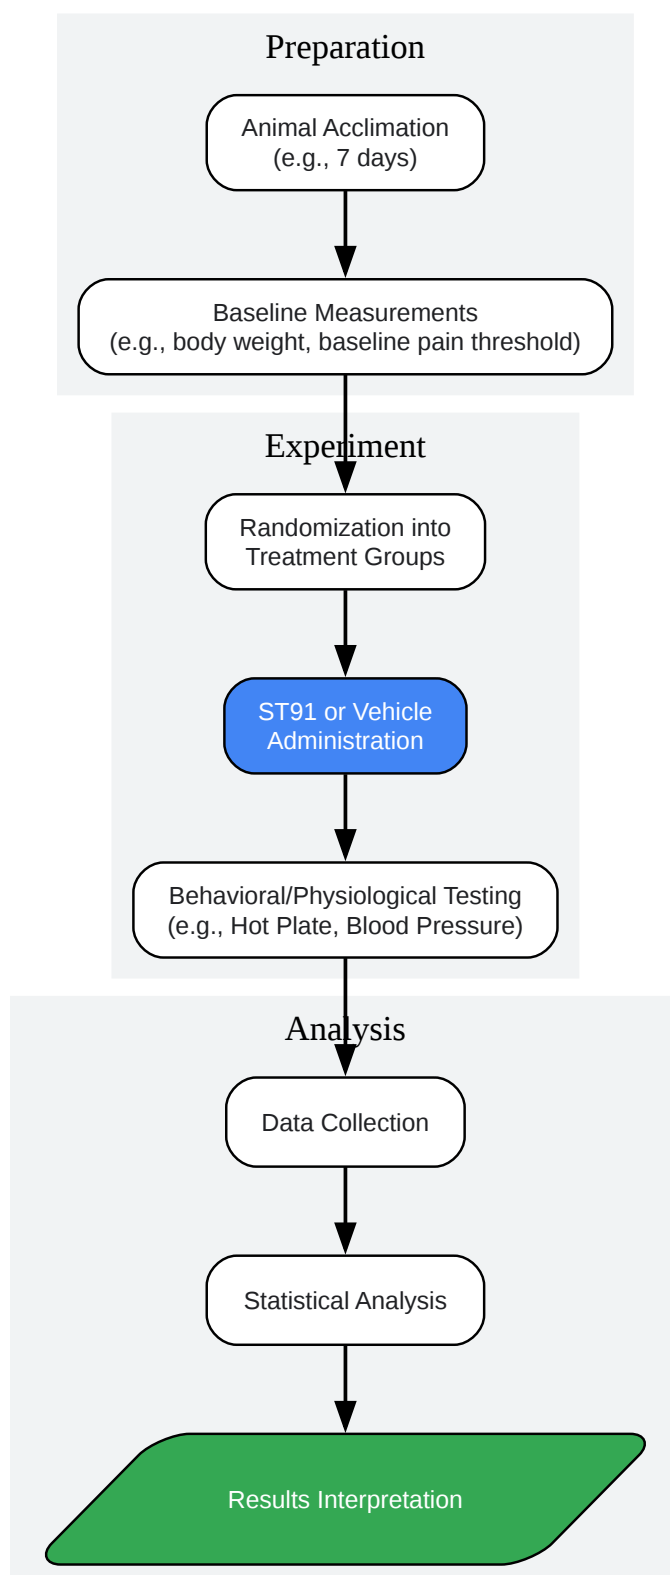 Preparation
Animal Acclimation
(e.g., 7 days)
Baseline Measurements
(e.g., body weight, baseline pain threshold)
Experiment
Randomization into
Treatment Groups
ST91 or Vehicle
Administration
Behavioral/Physiological Testing
(e.g., Hot Plate, Blood Pressure)
Analysis
Data Collection
Statistical Analysis
Results Interpretation